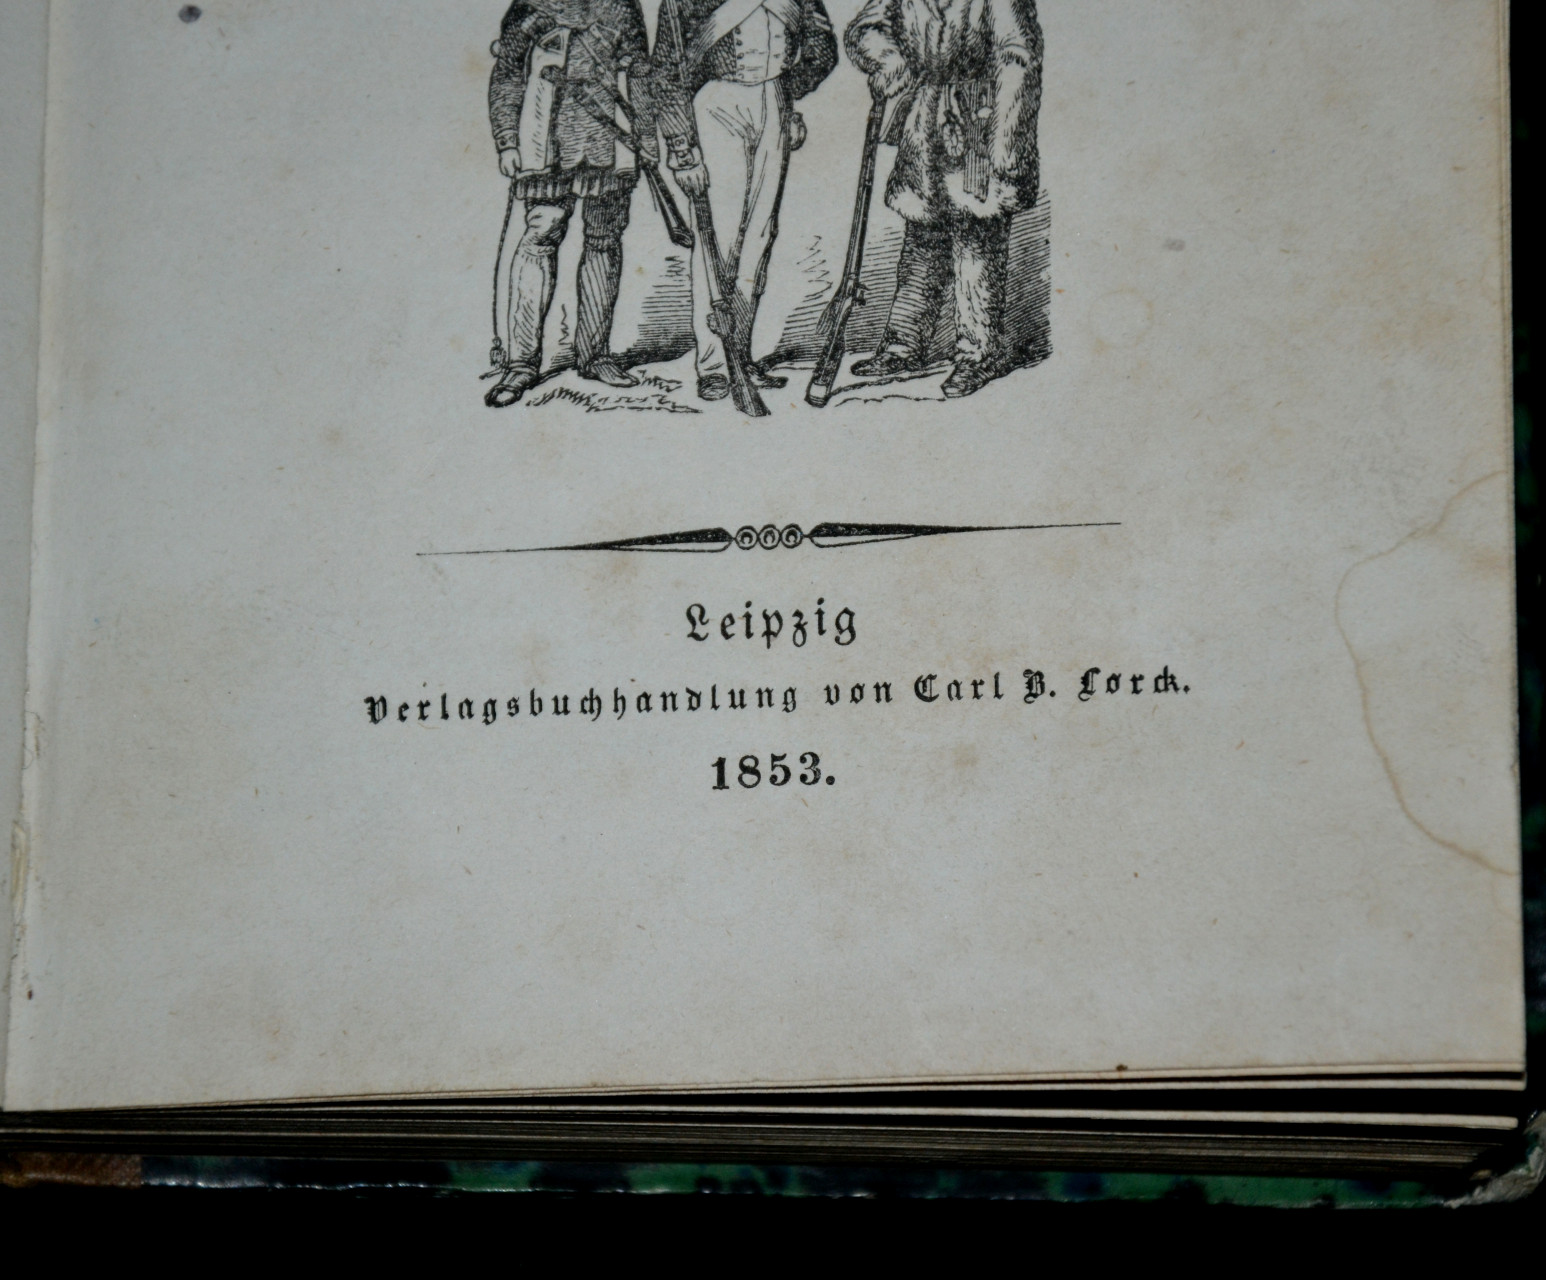 Leipzig
Verlagsbuchhandlung von Carl B. Lorck.
1853.